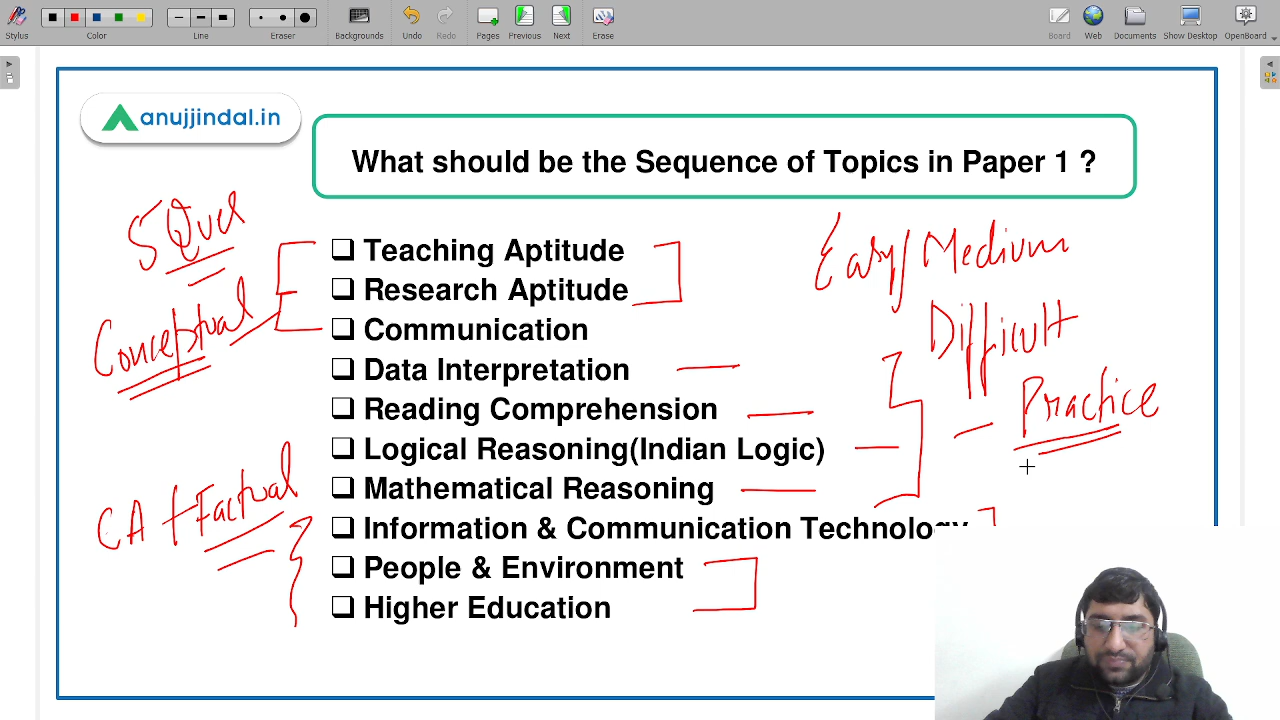 Stylus Color Line Eraser Backgrounds Undo Redo Pages Previous Next Erase Board Web Documents Show Desktop OpenBoard
anujjindal.in
What should be the Sequence of Topics in Paper 1 ?
5 Ques
Conceptual
CA + Factual
Teaching Aptitude
Research Aptitude
Communication
Data Interpretation
Reading Comprehension
Logical Reasoning(Indian Logic)
Mathematical Reasoning
Information & Communication Technology
People & Environment
Higher Education
Easy/Medium
Difficult
Practice